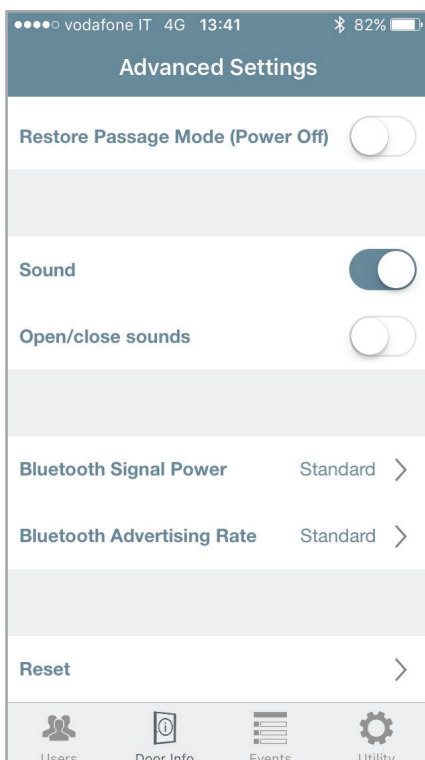 vodafone IT 4G 13:41 82%
Advanced Settings
Restore Passage Mode (Power Off)
Sound
Open/close sounds
Bluetooth Signal Power Standard
Bluetooth Advertising Rate Standard
Reset
Users Door Info Events Utility